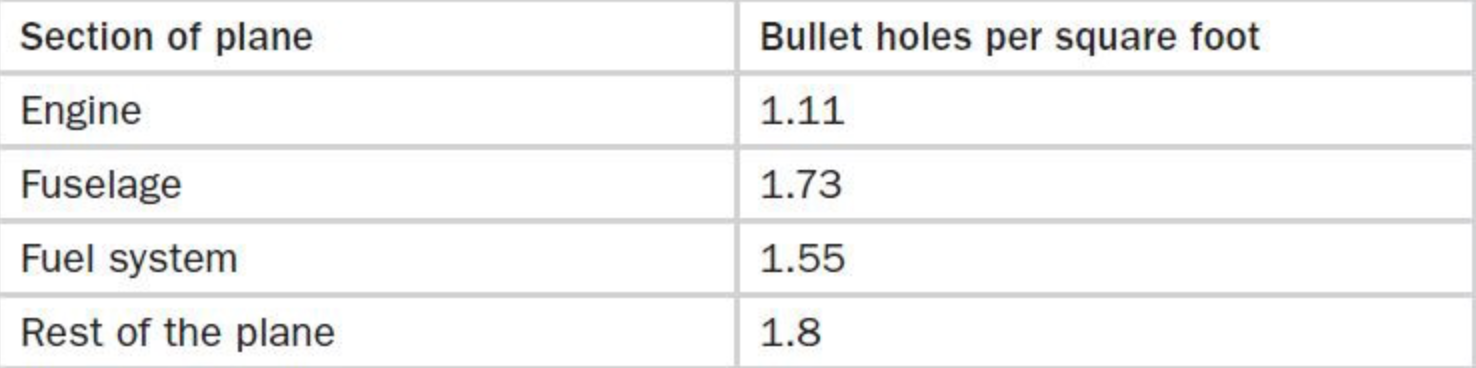 Section of plane Bullet holes per square foot
Engine 1.11
Fuselage 1.73
Fuel system 1.55
Rest of the plane 1.8